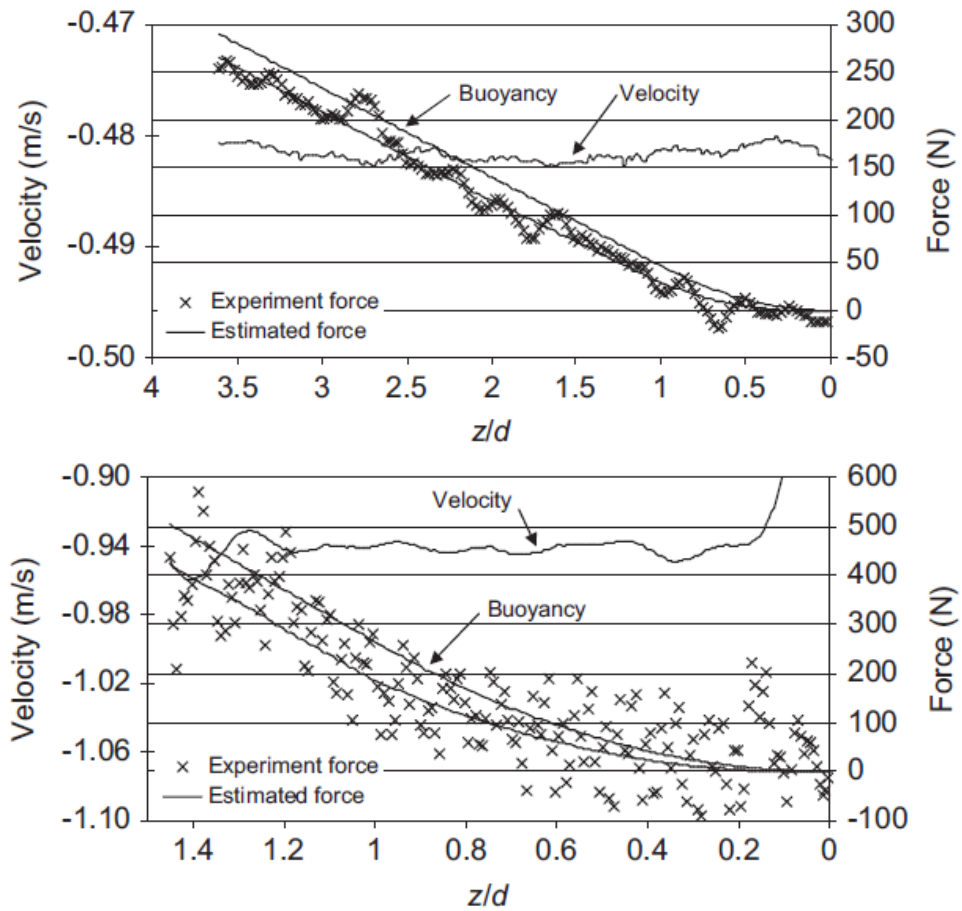 -0.47
-0.48
-0.49
-0.50
Velocity (m/s)
300
250
200
150
100
50
0
-50
Force (N)
Buoyancy
Velocity
× Experiment force
— Estimated force
4 3.5 3 2.5 2 1.5 1 0.5 0
z/d
-0.90
-0.94
-0.98
-1.02
-1.06
-1.10
Velocity (m/s)
600
500
400
300
200
100
0
-100
Force (N)
Velocity
Buoyancy
× Experiment force
— Estimated force
1.4 1.2 1 0.8 0.6 0.4 0.2 0
z/d